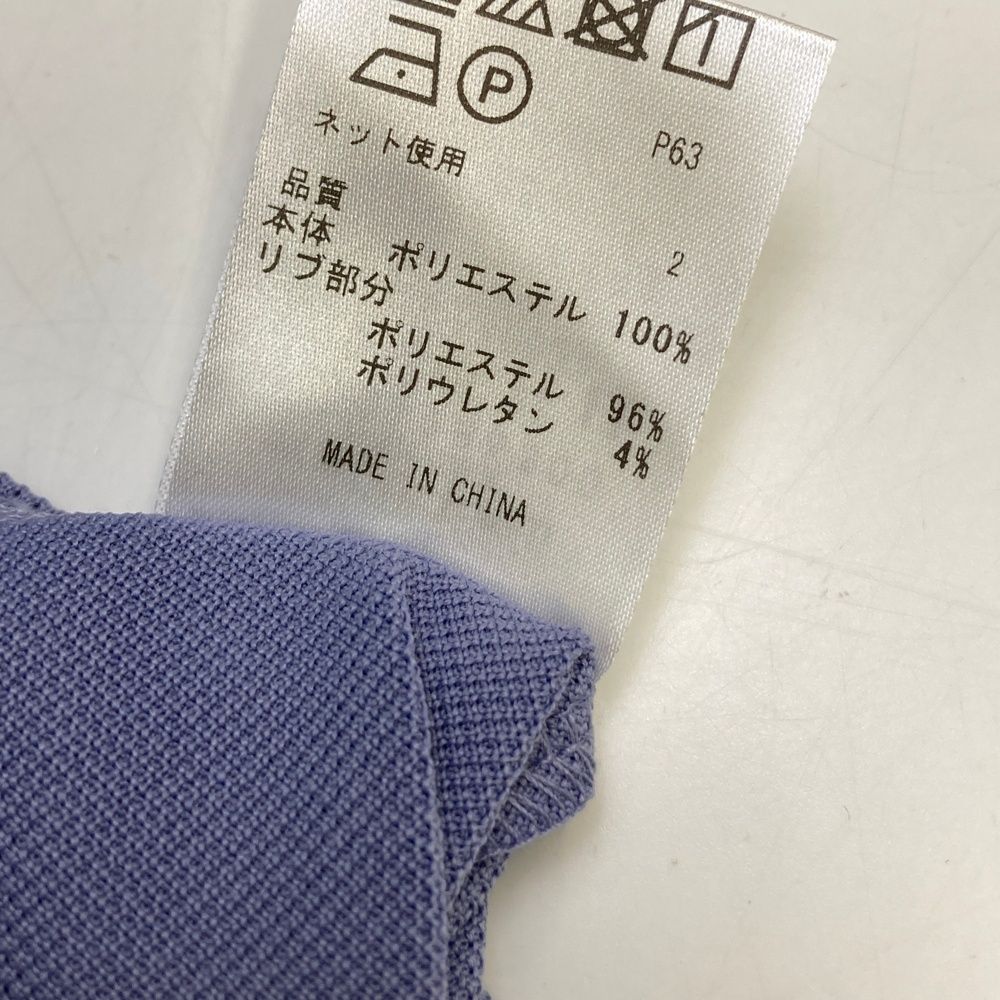 P
ネット使用
P63
品質
2
本体 ポリエステル 100%
リブ部分
ポリエステル 96%
ポリウレタン 4%
MADE IN CHINA